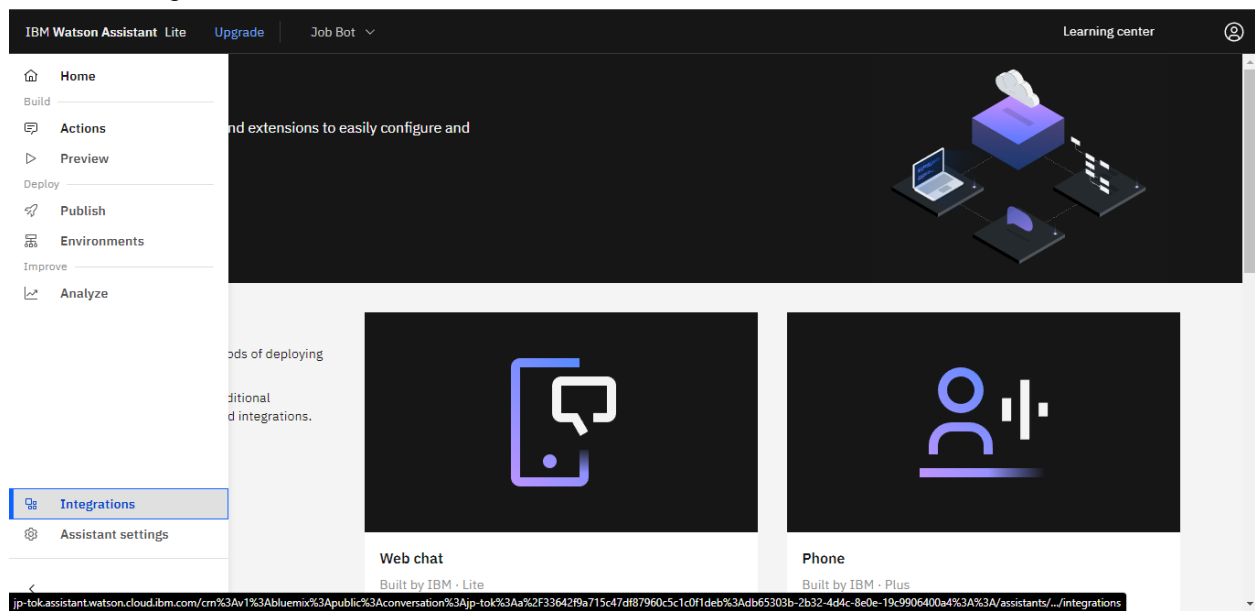 IBM Watson Assistant Lite Upgrade Job Bot Learning center
Home
Build
Actions
nd extensions to easily configure and
Preview
Deploy
Publish
Environments
Improve
Analyze
ods of deploying
ditional
d integrations.
Integrations
Assistant settings
Web chat
Built by IBM · Lite
Phone
Built by IBM · Plus
jp-tok.assistant.watson.cloud.ibm.com/crn%3Av1%3Abluemix%3Apublic%3Aconversation%3Ajp-tok%3Aa%2F33642f9a715c47df87960c5c1c0f1deb%3Adb65303b-2b32-4d4c-8e0e-19c9906400a4%3A%3A/assistants/.../integrations